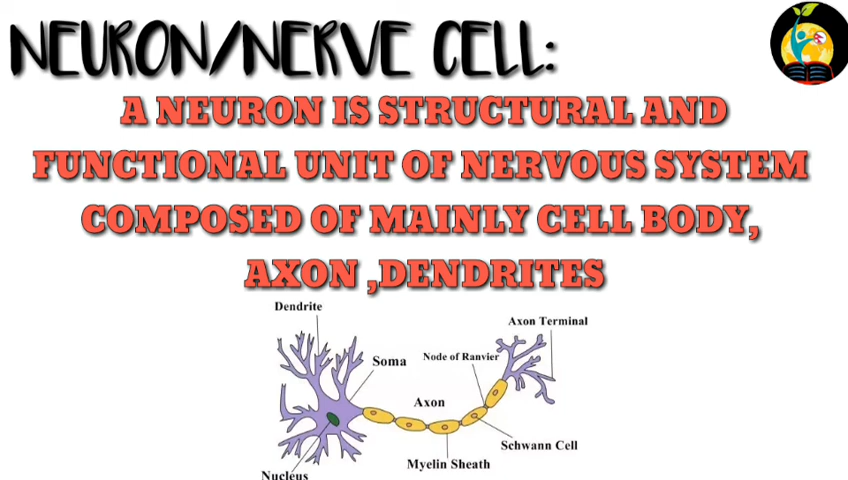 NEURON/NERVE CELL:
A NEURON IS STRUCTURAL AND
FUNCTIONAL UNIT OF NERVOUS SYSTEM
COMPOSED OF MAINLY CELL BODY,
AXON ,DENDRITES
Dendrite
Axon Terminal
Soma
Node of Ranvier
Axon
Schwann Cell
Myelin Sheath
Nucleus